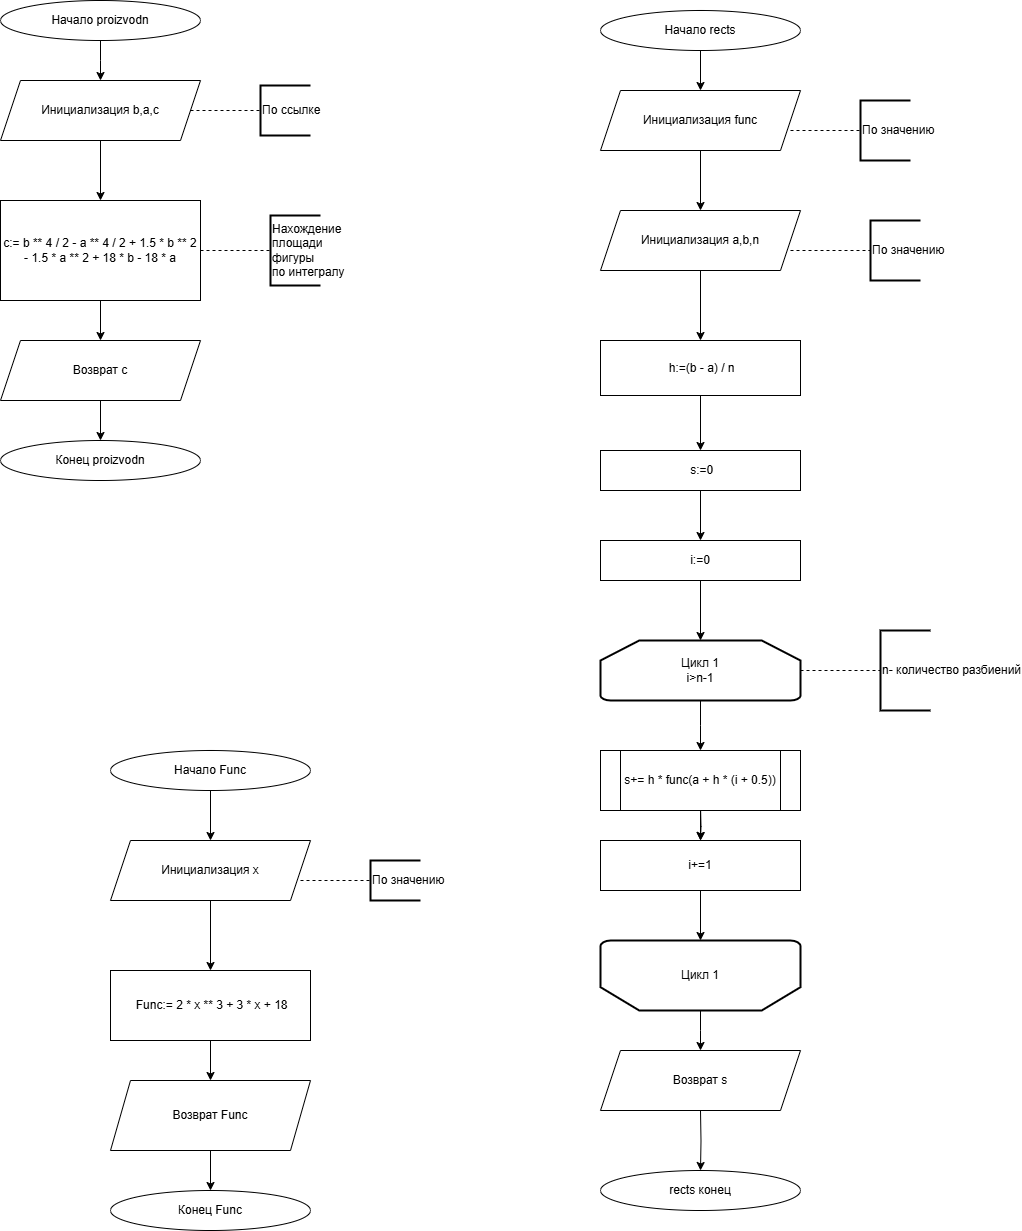 Начало proizvodn
Инициализация b,a,c
По ссылке
c:= b ** 4 / 2 - a ** 4 / 2 + 1.5 * b ** 2
- 1.5 * a ** 2 + 18 * b - 18 * a
Нахождение
площади
фигуры
по интегралу
Возврат c
Конец proizvodn
Начало Func
Инициализация x
По значению
Func:= 2 * x ** 3 + 3 * x + 18
Возврат Func
Конец Func
Начало rects
Инициализация func
По значению
Инициализация a,b,n
По значению
h:=(b - a) / n
s:=0
i:=0
Цикл 1
i>n-1
n- количество разбиений
s+= h * func(a + h * (i + 0.5))
i+=1
Цикл 1
Возврат s
rects конец